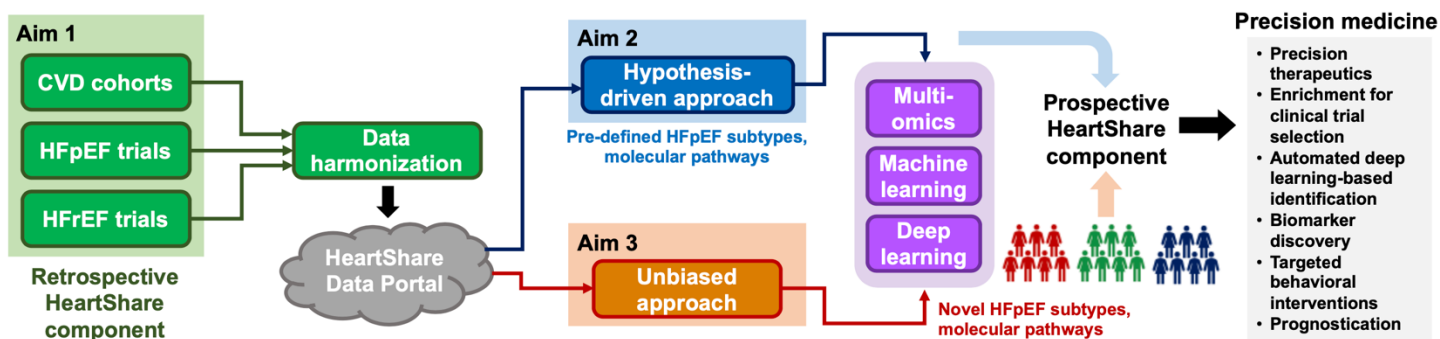 Aim 1
CVD cohorts
HFpEF trials
HFrEF trials
Retrospective
HeartShare
component
Data
harmonization
HeartShare
Data Portal
Aim 2
Hypothesis-
driven approach
Pre-defined HFpEF subtypes,
molecular pathways
Aim 3
Unbiased
approach
Novel HFpEF subtypes,
molecular pathways
Multi-
omics
Machine
learning
Deep
learning
Prospective
HeartShare
component
Precision medicine
• Precision
therapeutics
• Enrichment for
clinical trial
selection
• Automated deep
learning-based
identification
• Biomarker
discovery
• Targeted
behavioral
interventions
• Prognostication